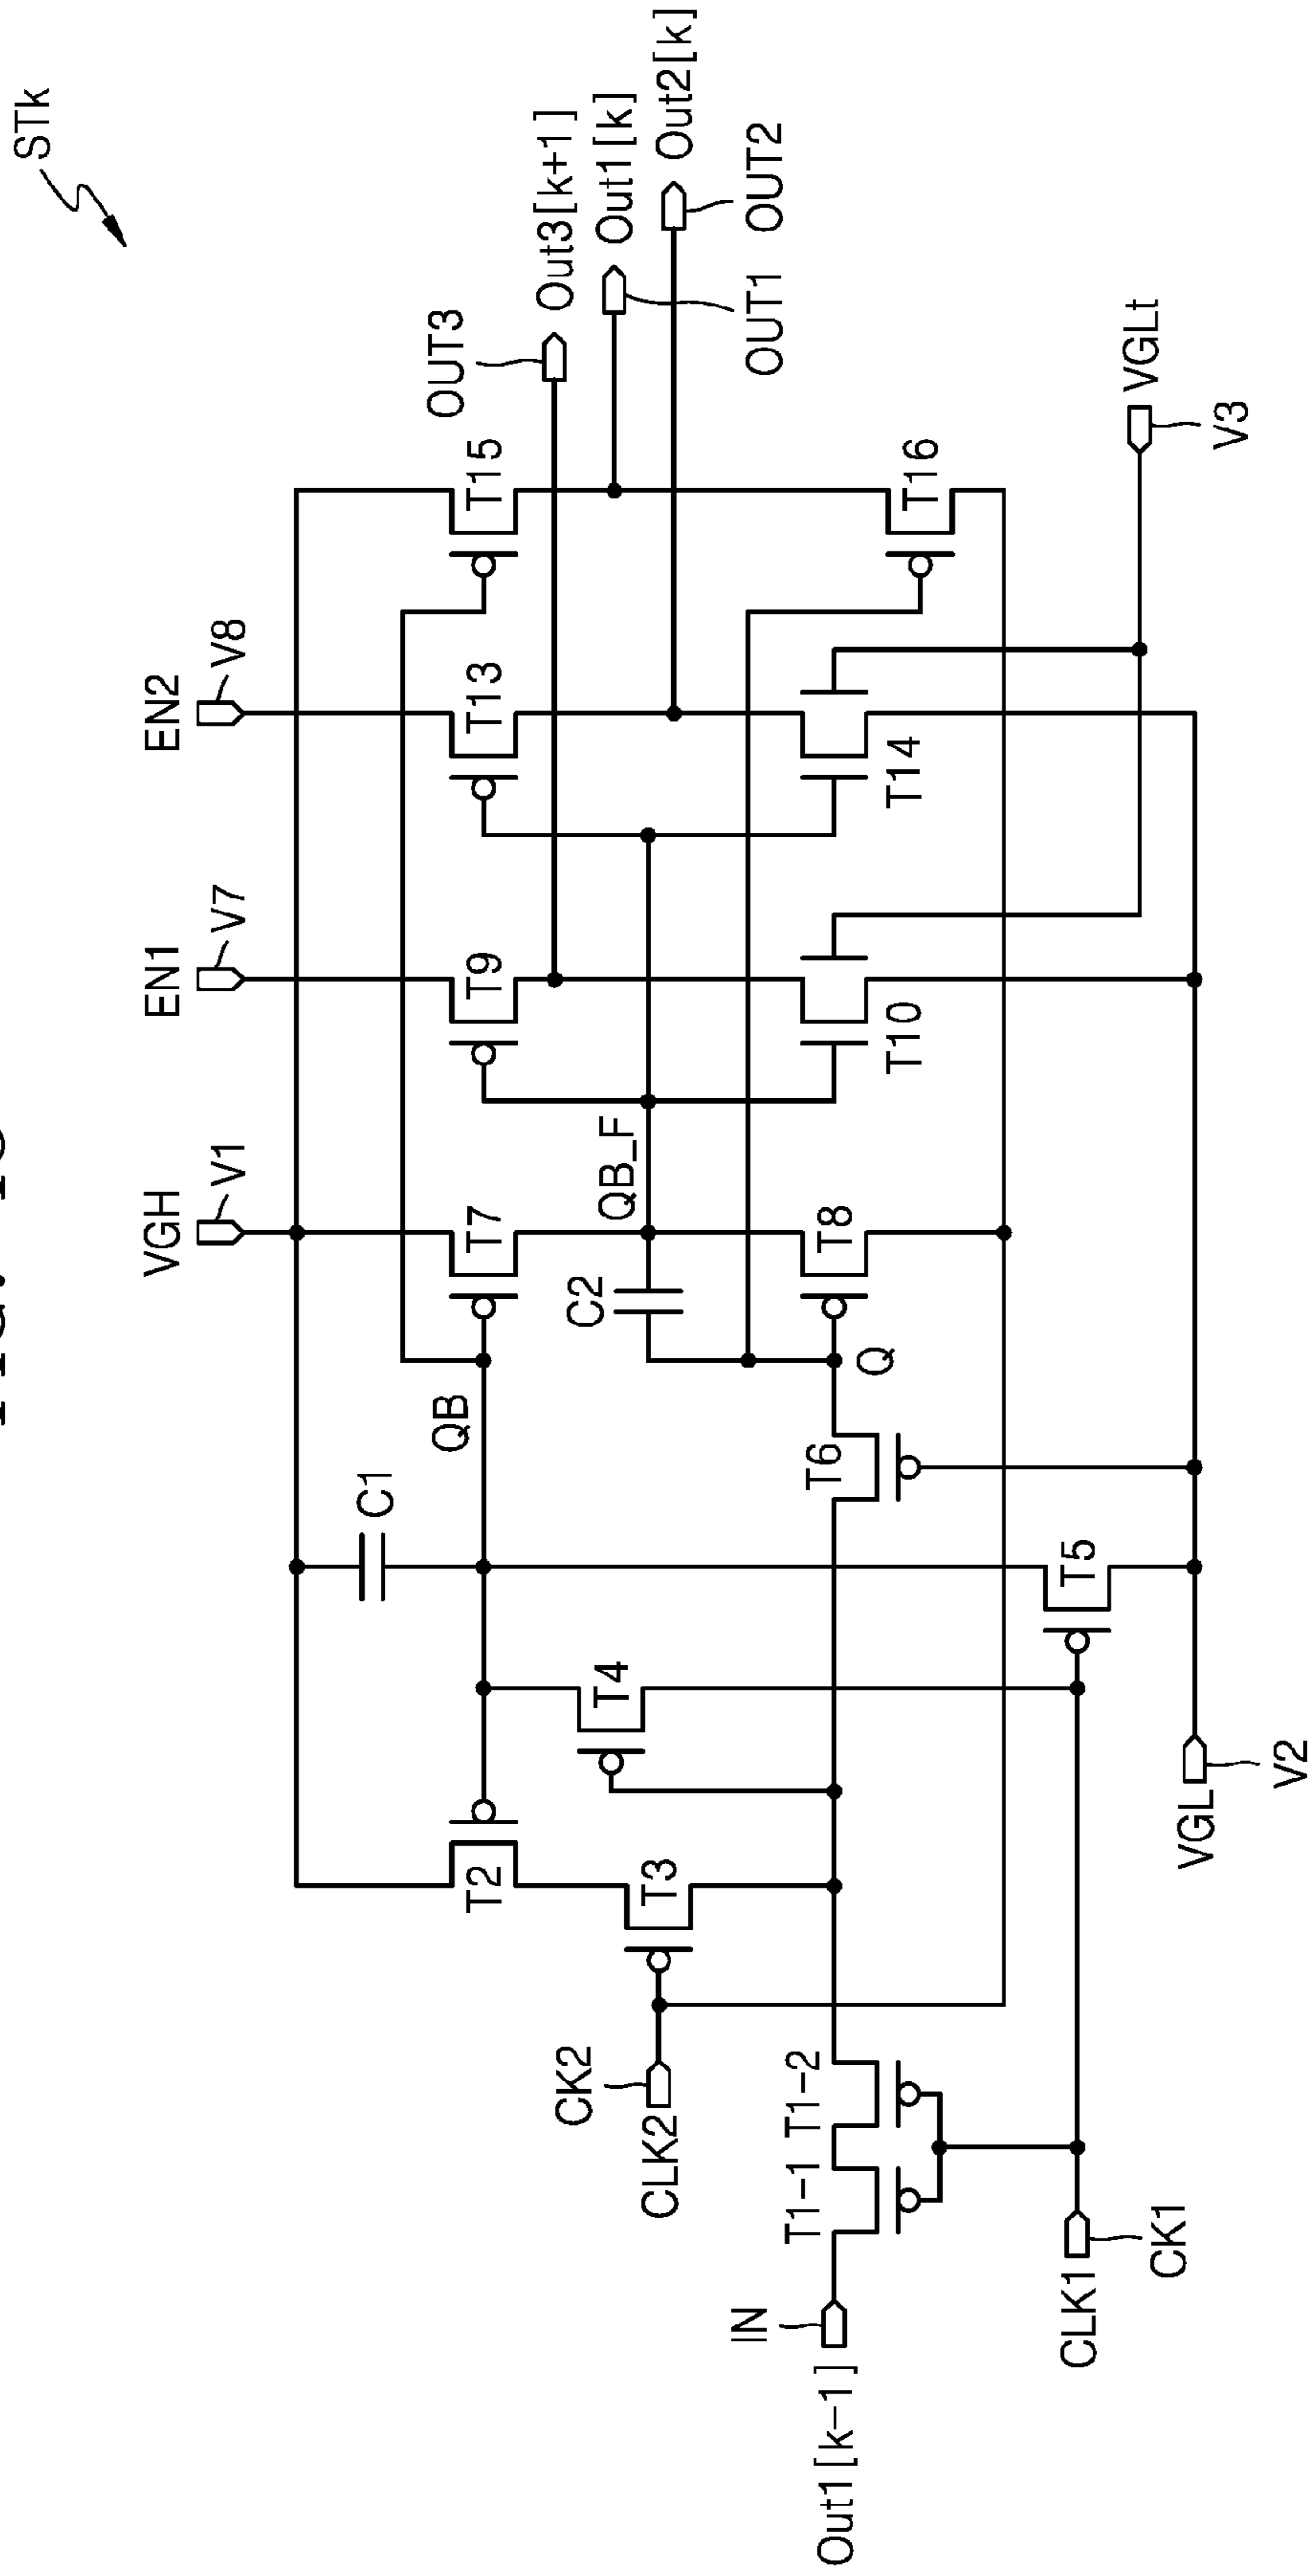 STk
EN2
V8
EN1
V7
VGH
V1
OUT3
Out3[k+1]
Out1[k]
Out2[k]
OUT1
OUT2
C1
QB
T7
T9
T13
T15
QB_F
C2
T2
T4
T3
CK2
CLK2
T1-1
T1-2
T6
Q
T8
T10
T14
T16
IN
Out1[k-1]
T5
CLK1
CK1
VGL
V2
VGLt
V3